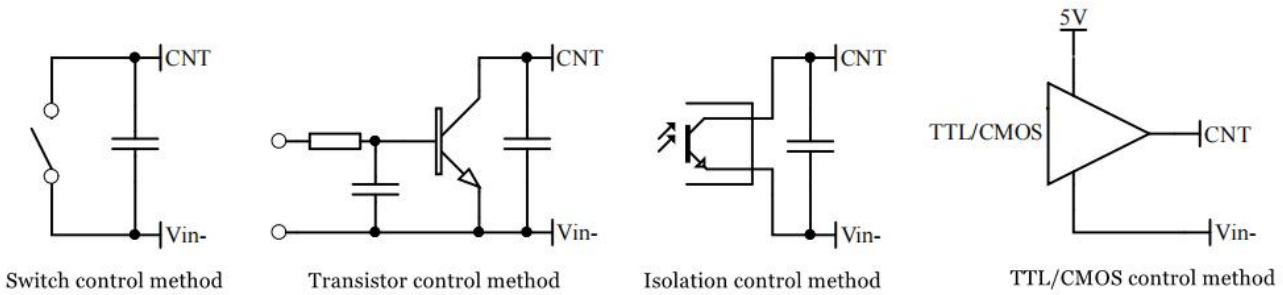 5V
CNT
CNT
CNT
TTL/CMOS
CNT
Vin-
Vin-
Vin-
Vin-
Switch control method
Transistor control method
Isolation control method
TTL/CMOS control method